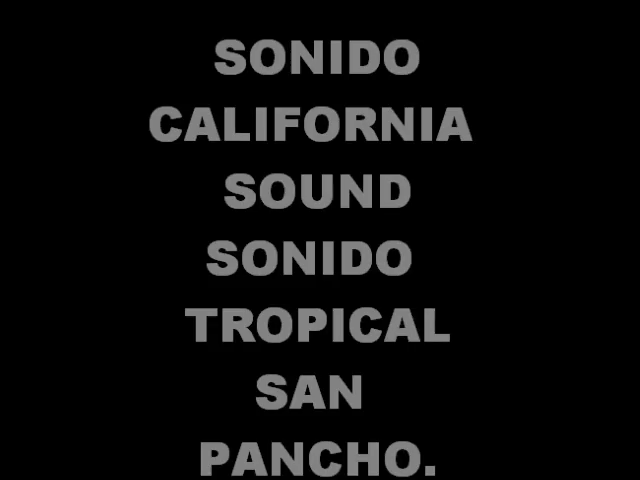 SONIDO
CALIFORNIA
SOUND
SONIDO
TROPICAL
SAN
PANCHO.